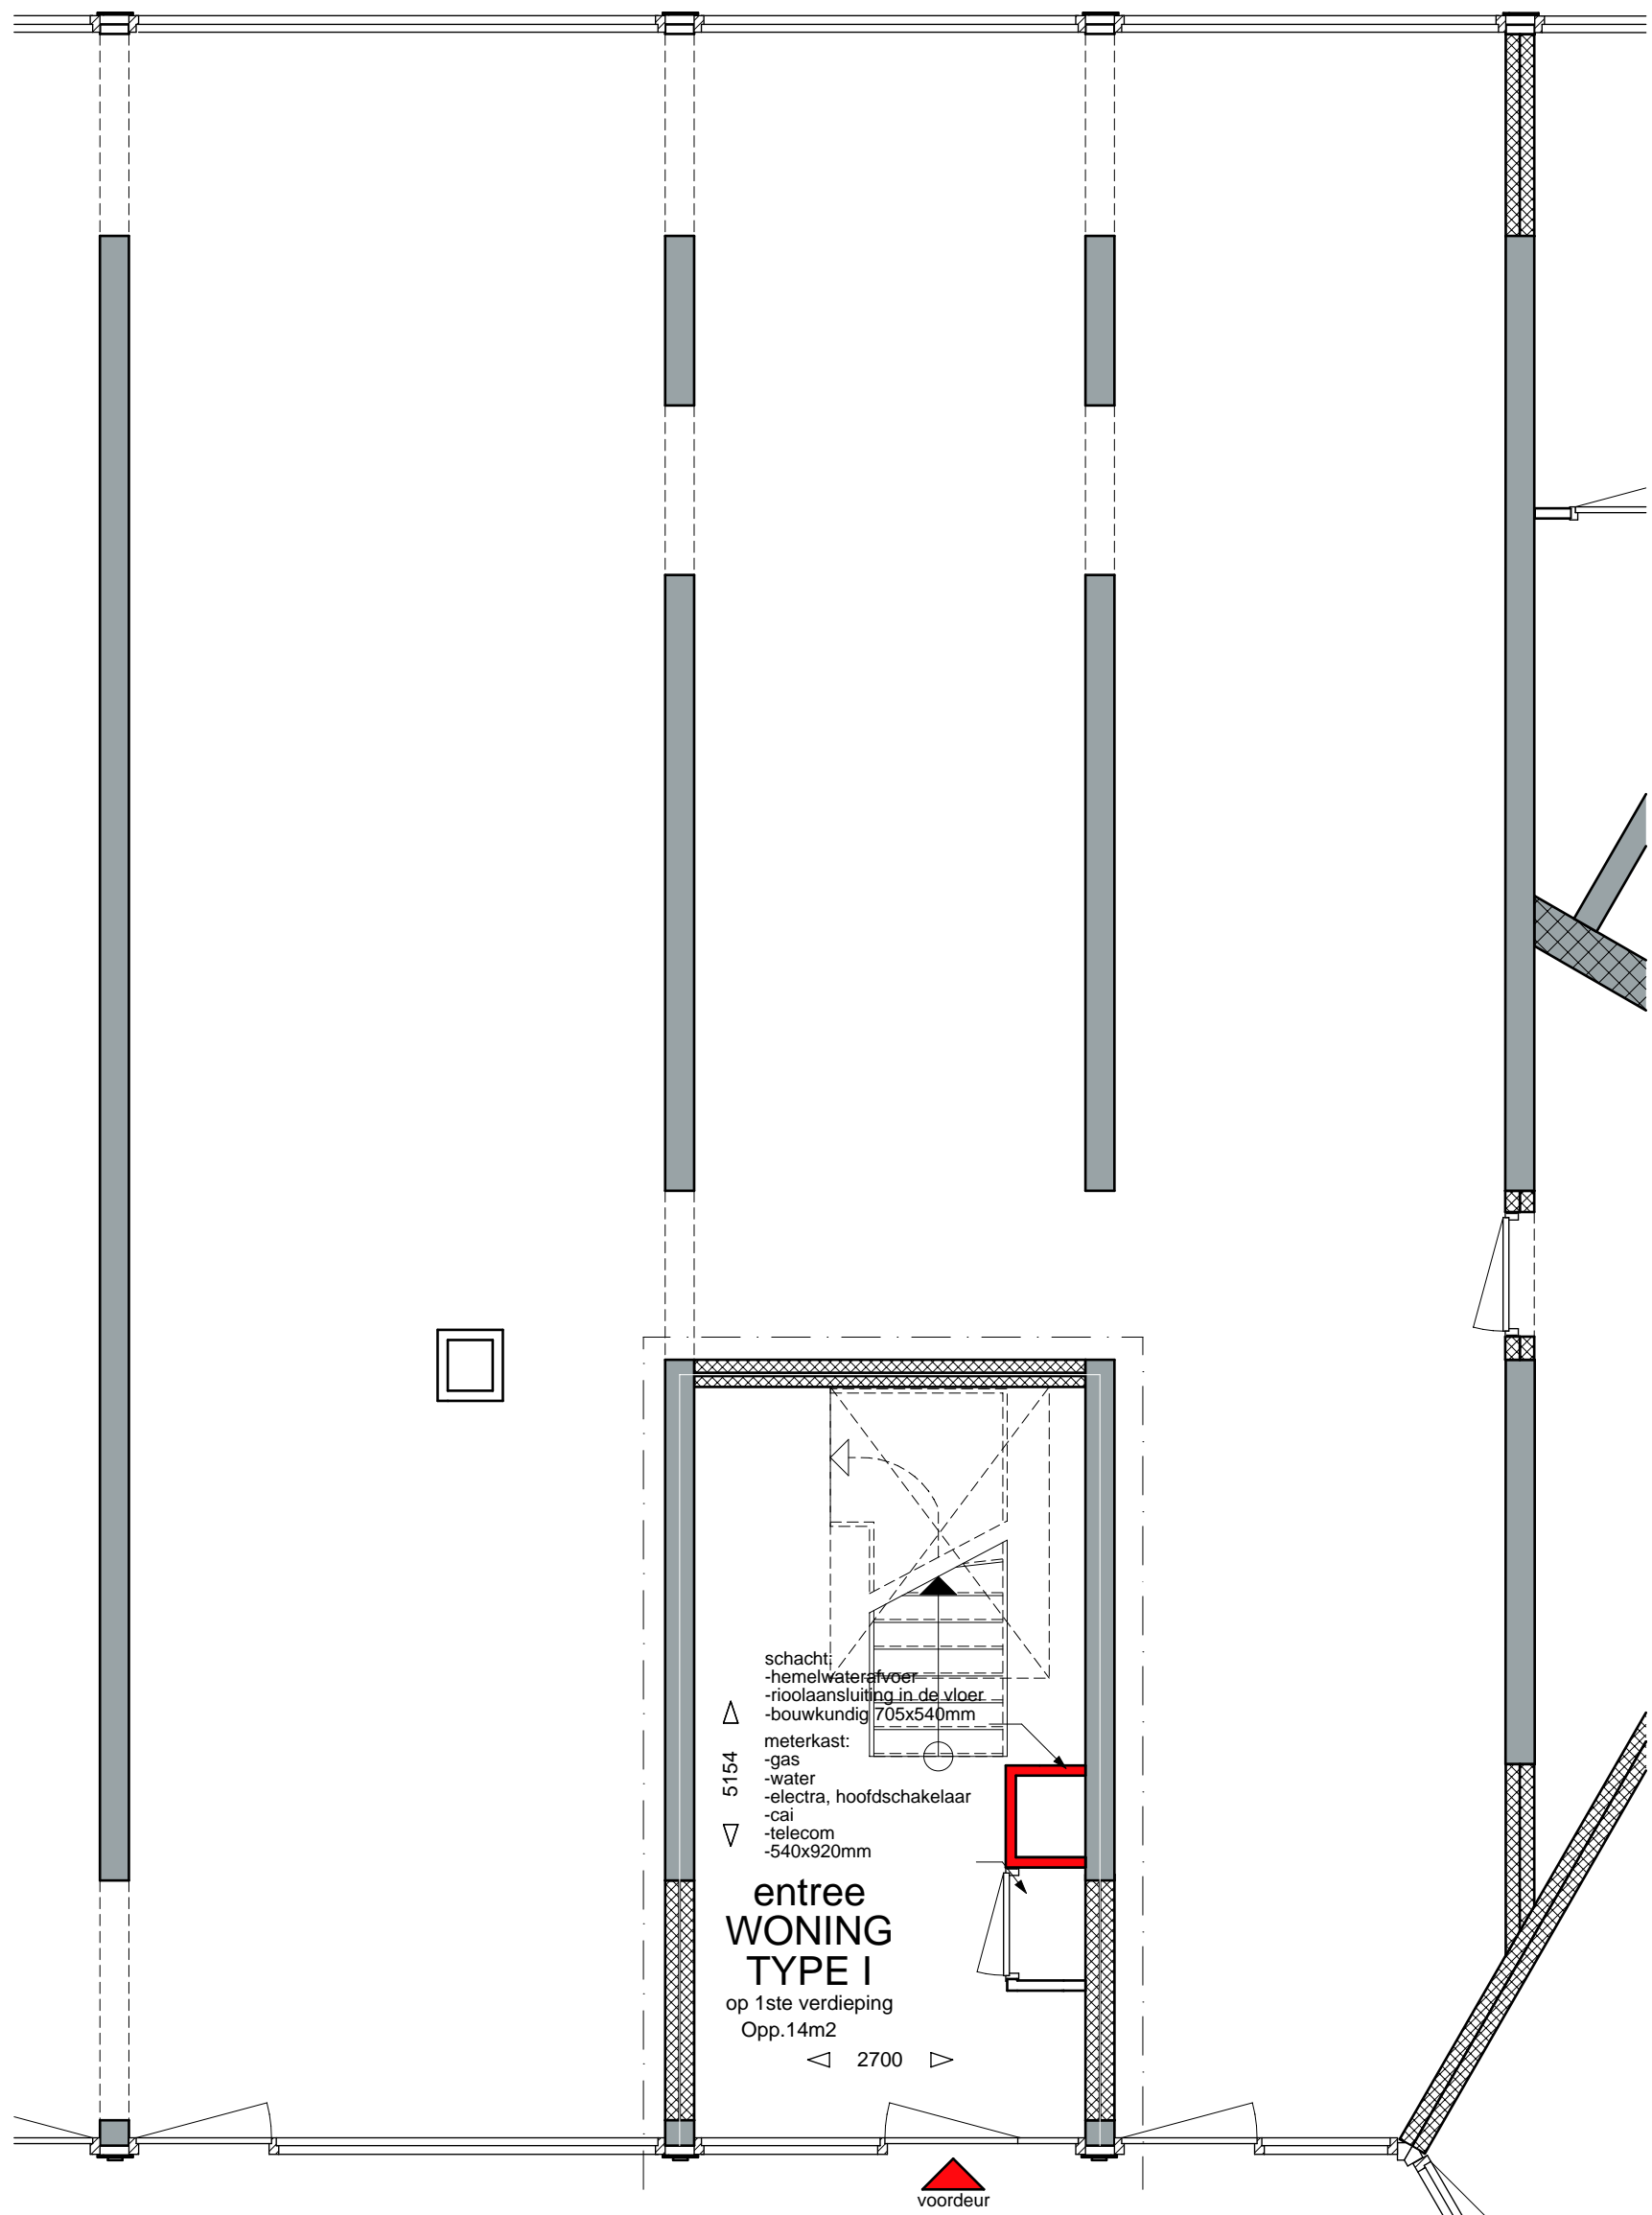 schacht:
-hemelwaterafvoer
-rioolaansluiting in de vloer
-bouwkundig 705x540mm
meterkast:
-gas
-water
-electra, hoofdschakelaar
-cai
-telecom
-540x920mm
5154
entree
WONING
TYPE I
op 1ste verdieping
Opp.14m2
2700
voordeur